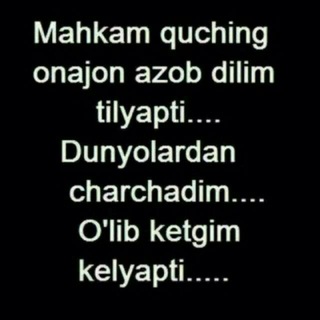 Mahkam quching
onajon azob dilim
tilyapti....
Dunyolardan
charchadim....
O'lib ketgim
kelyapti.....